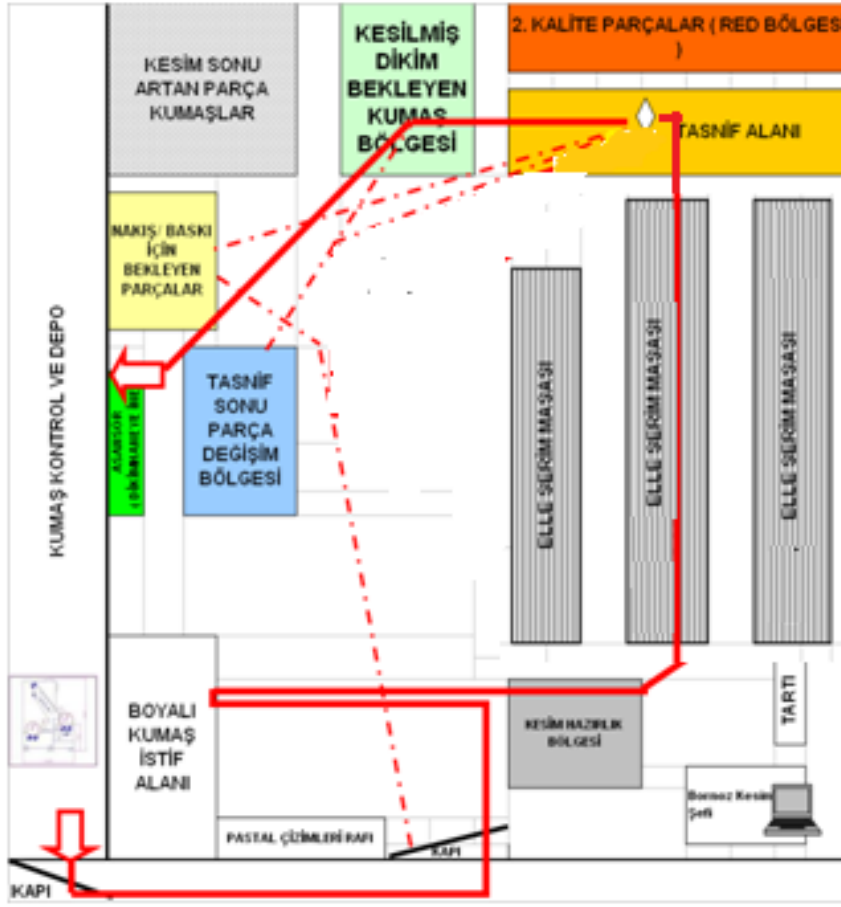 KESİM SONU
ARTAN PARÇA
KUMAŞLAR
KESİLMİŞ
DİKİM
BEKLEYEN
KUMAŞ
BÖLGESİ
2. KALİTE PARÇALAR ( RED BÖLGES
)
TASNİF ALANI
NAKIŞ/ BASKI
İÇİN
BEKLEYEN
PARÇALAR
KUMAŞ KONTROL VE DEPO
ASANSÖR
TASNİF
SONU
PARÇA
DEĞİŞİM
BÖLGESİ
ELLE SERİM MASASI
ELLE SERİM MASASI
ELLE SERİM MASASI
BOYALI
KUMAŞ
İSTİF
ALANI
KESİM HAZIRLIK
BÖLGESİ
TARTI
Bornoz Kesim
Şefi
PASTAL ÇİZİMLERİ RAFI
KAPI
KAPI